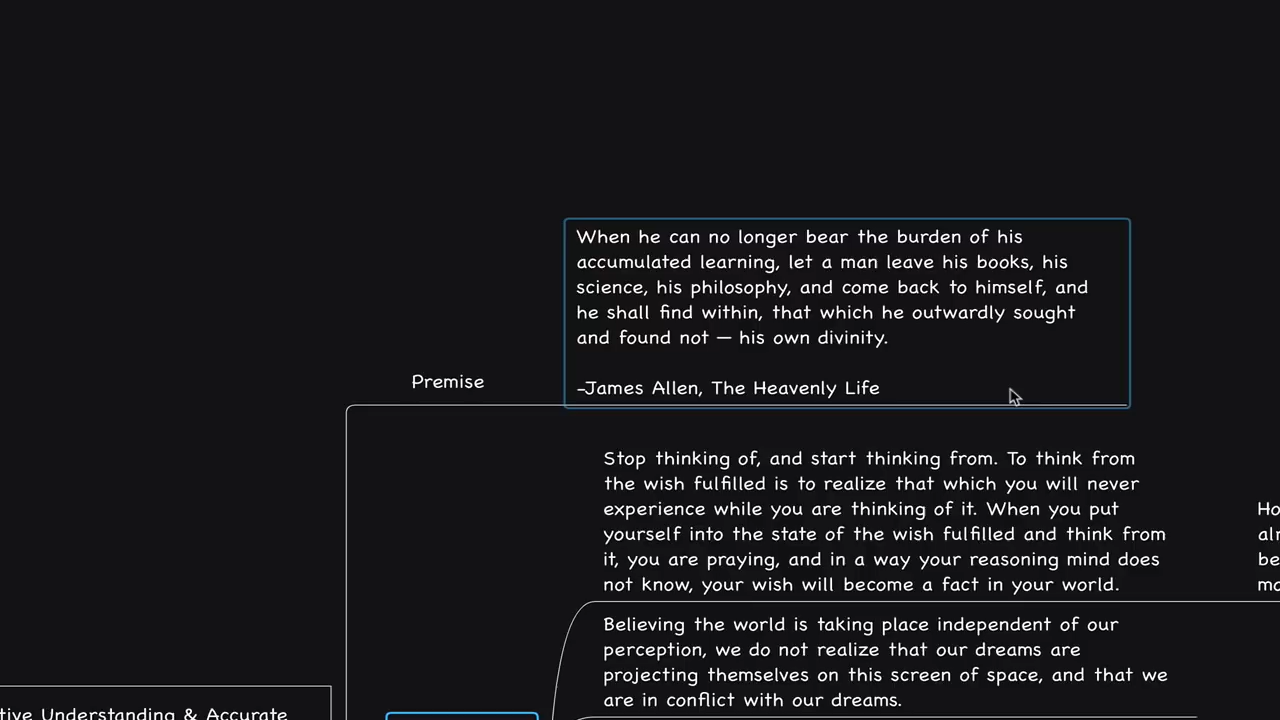 When he can no longer bear the burden of his
accumulated learning, let a man leave his books, his
science, his philosophy, and come back to himself, and
he shall find within, that which he outwardly sought
and found not — his own divinity.
–James Allen, The Heavenly Life
Premise
Stop thinking of, and start thinking from. To think from
the wish fulfilled is to realize that which you will never
experience while you are thinking of it. When you put
yourself into the state of the wish fulfilled and think from
it, you are praying, and in a way your reasoning mind does
not know, your wish will become a fact in your world.
Believing the world is taking place independent of our
perception, we do not realize that our dreams are
projecting themselves on this screen of space, and that we
are in conflict with our dreams.
Understanding & Accurate